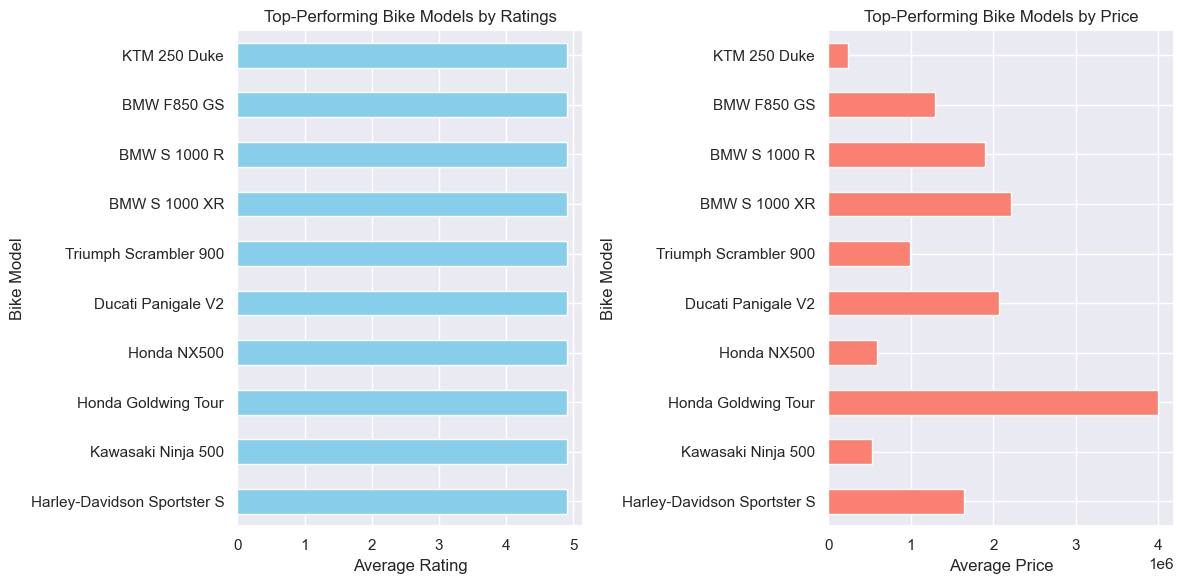 Top-Performing Bike Models by Ratings
Bike Model
KTM 250 Duke
BMW F850 GS
BMW S 1000 R
BMW S 1000 XR
Triumph Scrambler 900
Ducati Panigale V2
Honda NX500
Honda Goldwing Tour
Kawasaki Ninja 500
Harley-Davidson Sportster S
0 1 2 3 4 5
Average Rating
Top-Performing Bike Models by Price
Bike Model
KTM 250 Duke
BMW F850 GS
BMW S 1000 R
BMW S 1000 XR
Triumph Scrambler 900
Ducati Panigale V2
Honda NX500
Honda Goldwing Tour
Kawasaki Ninja 500
Harley-Davidson Sportster S
0 1 2 3 4
1e6
Average Price